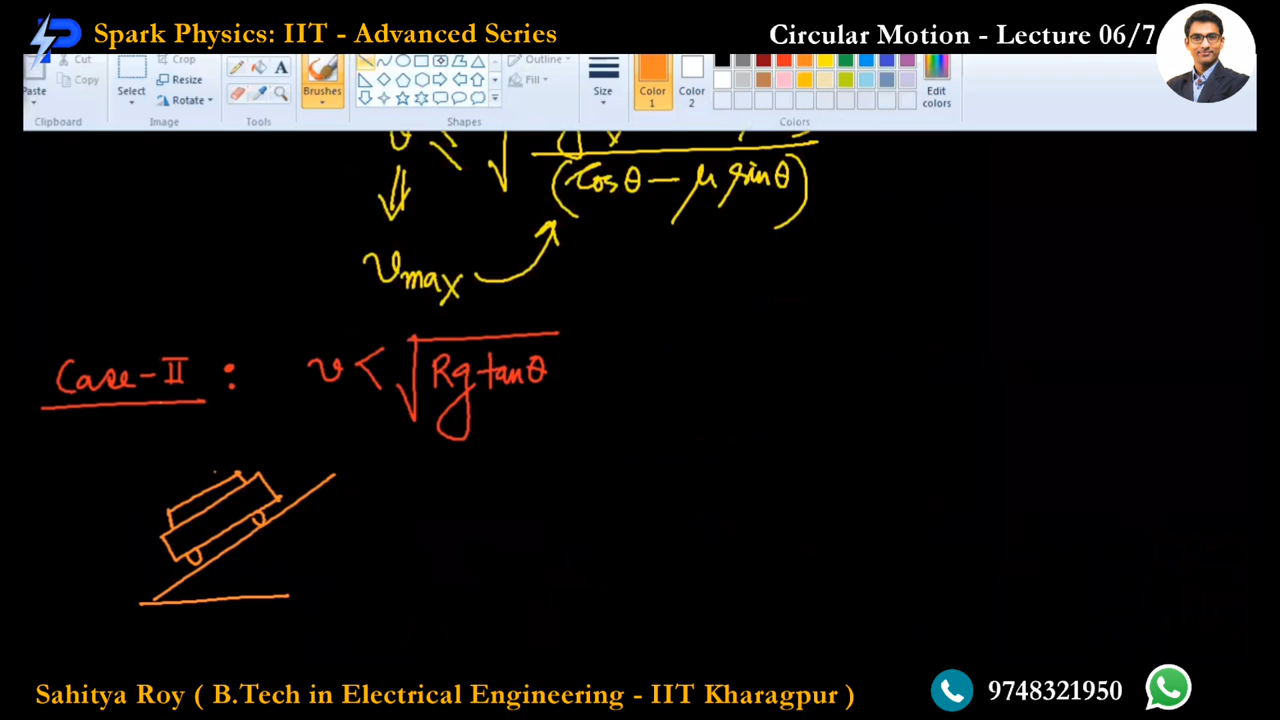 Spark Physics: IIT - Advanced Series
Circular Motion - Lecture 06/7
Paste
Cut
Copy
Clipboard
Select
Crop
Resize
Rotate
Image
Tools
Brushes
Shapes
Outline
Fill
Size
Color 1
Color 2
Colors
Edit colors
(cosθ - μ sinθ)
vmax
Case-II : v < √Rg tanθ
Sahitya Roy ( B.Tech in Electrical Engineering - IIT Kharagpur )
9748321950